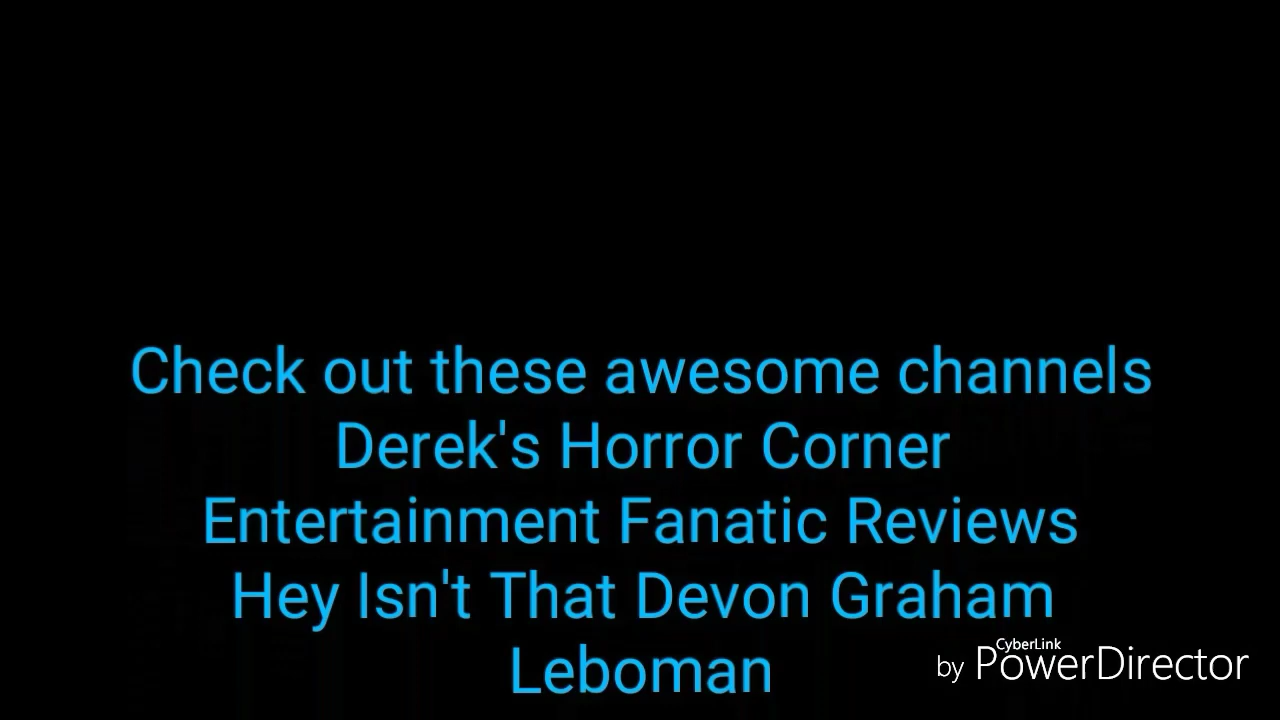 Check out these awesome channels
Derek's Horror Corner
Entertainment Fanatic Reviews
Hey Isn't That Devon Graham
Leboman
CyberLink
by PowerDirector